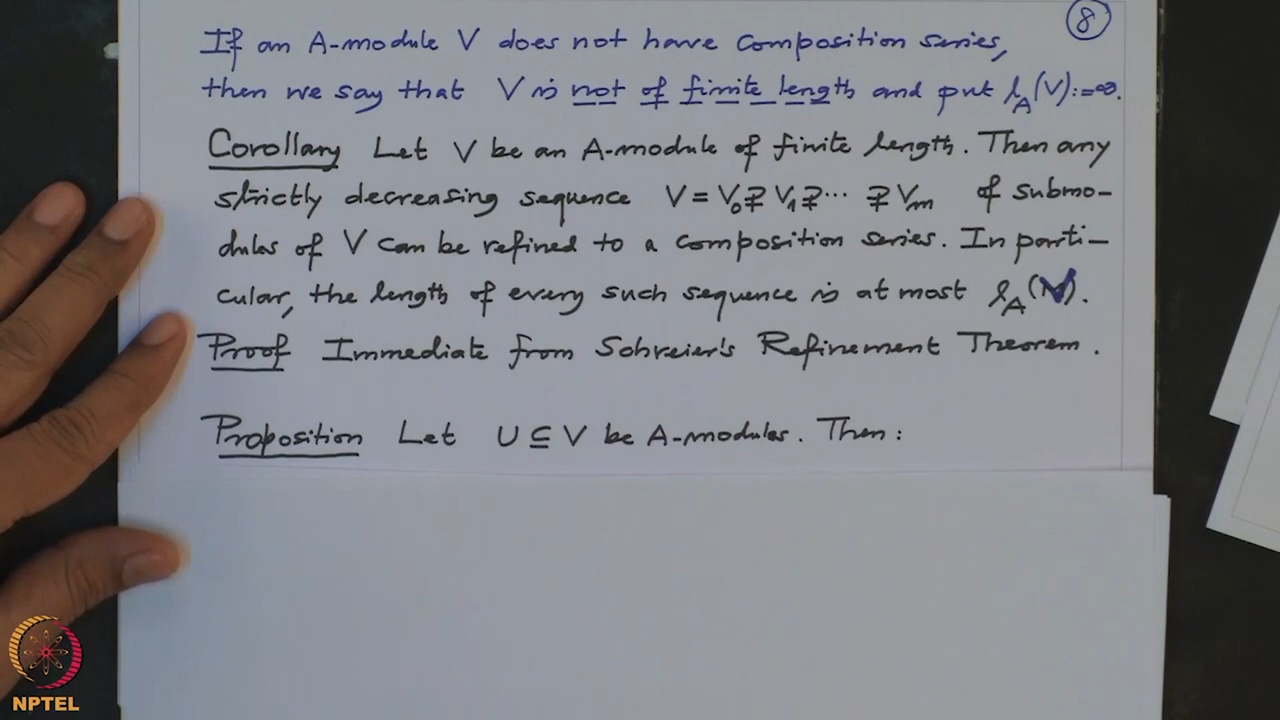 8
If an A-module V does not have composition series,
then we say that V is not of finite length and put ℓ_A(V):=∞.
Corollary Let V be an A-module of finite length. Then any
strictly decreasing sequence V = V₀ ⊋ V₁ ⊋ ⋯ ⊋ Vₘ of submo-
dules of V can be refined to a composition series. In parti-
cular, the length of every such sequence is at most ℓ_A(V).
Proof Immediate from Schreier's Refinement Theorem.
Proposition Let U ⊆ V be A-modules. Then:
NPTEL